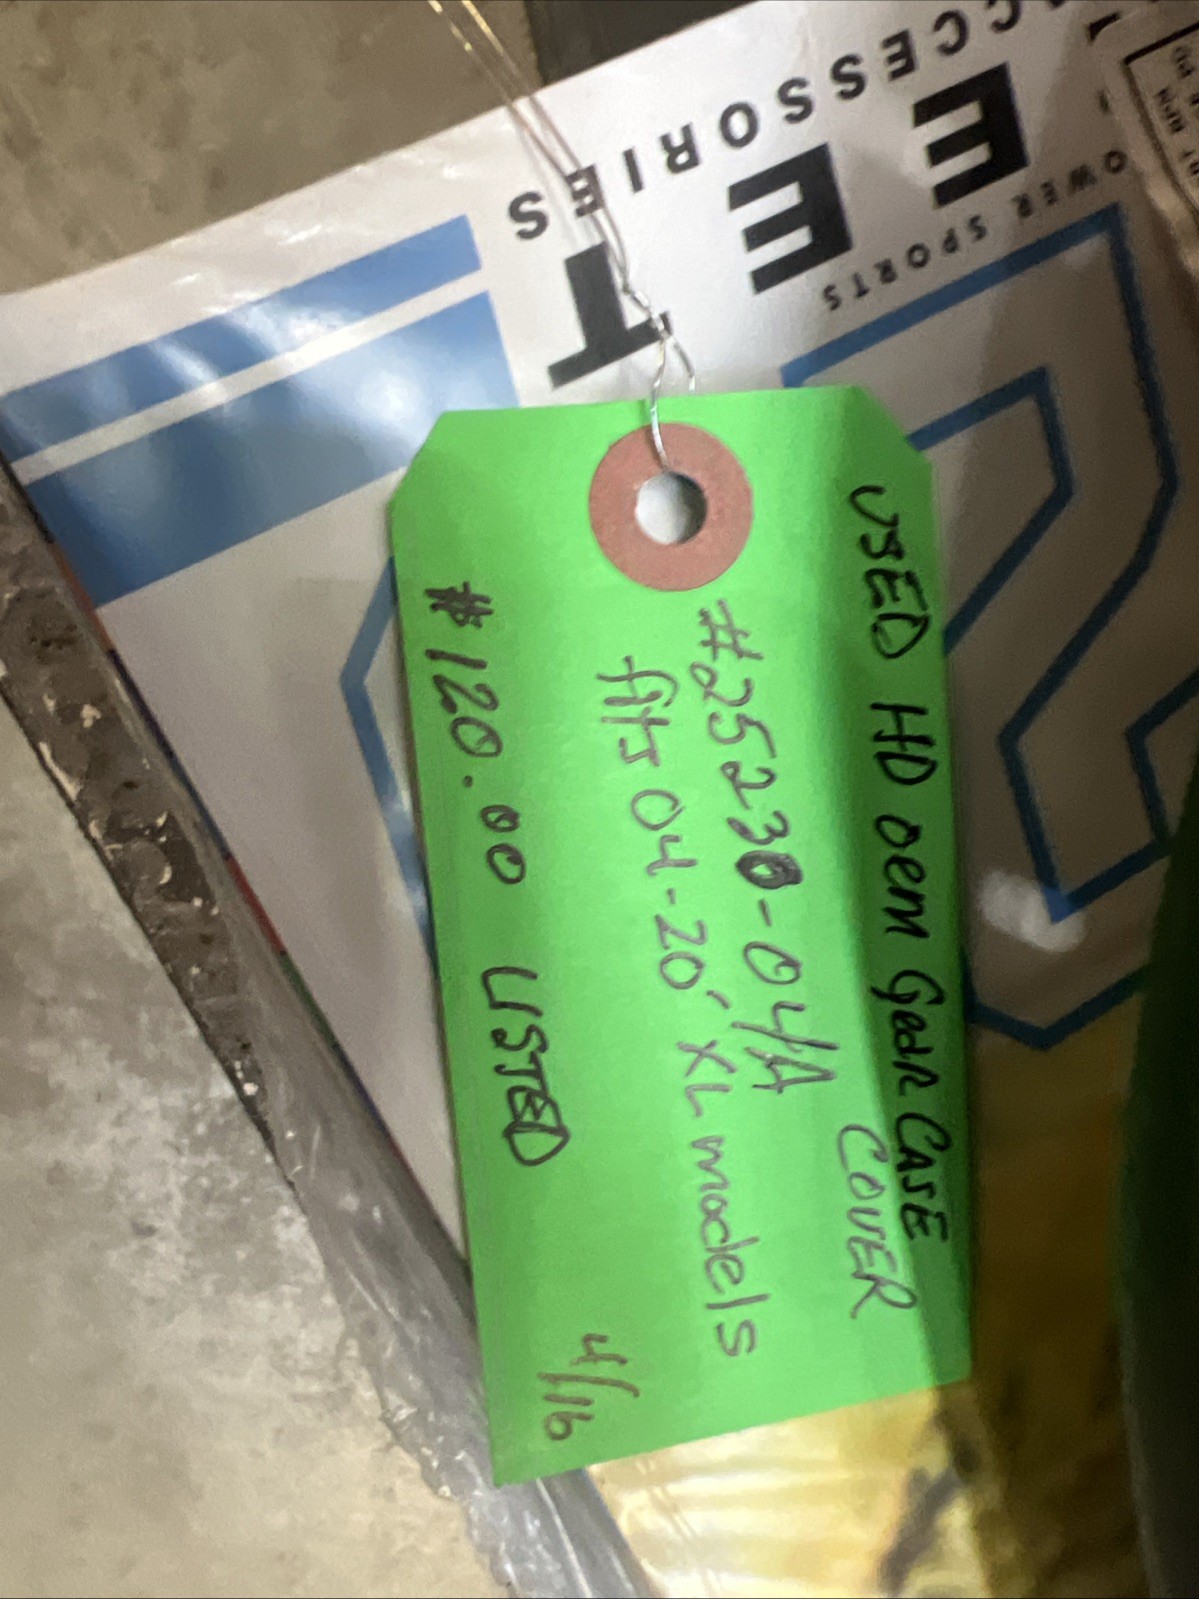 USED HD OEM Gear CASE
COVER
#25230-04A
fits 04-20' XL models
$120.00 LISTED
4/16
ACCESSORIES
EET
POWER SPORTS